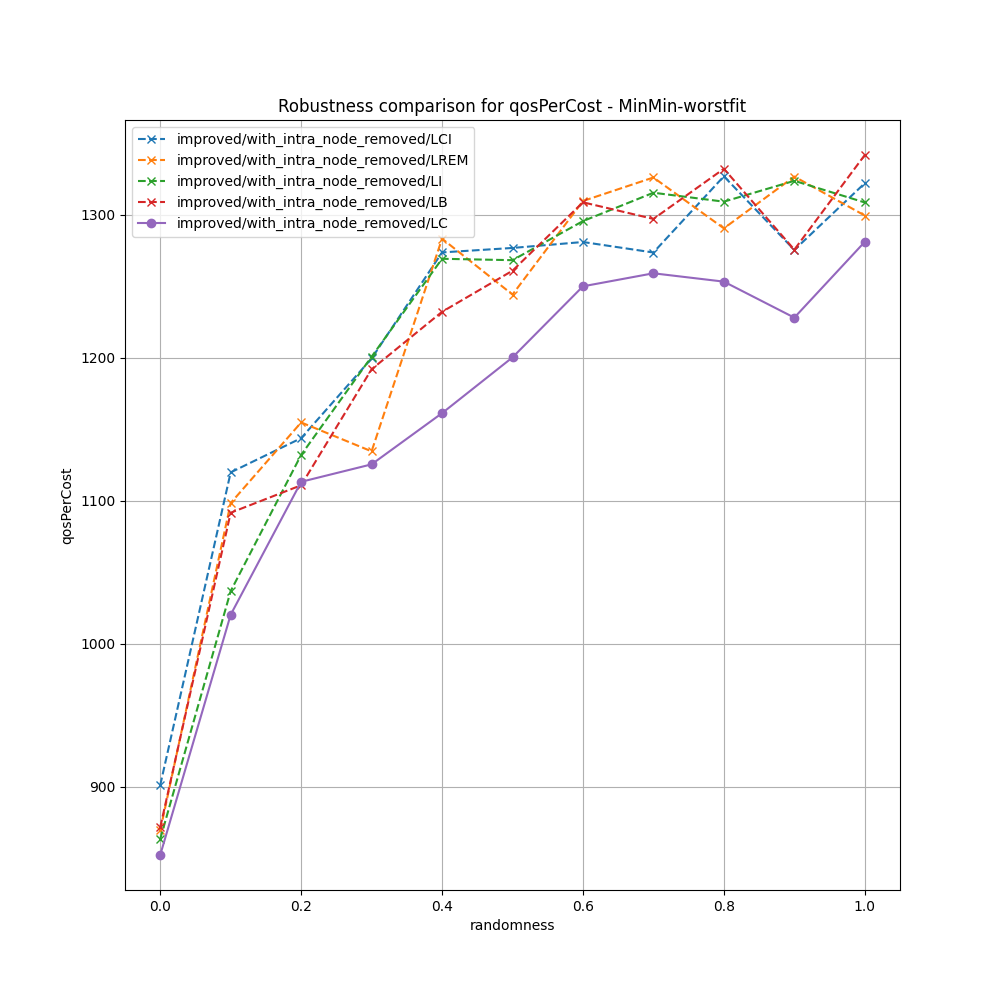 Robustness comparison for qosPerCost - MinMin-worstfit
improved/with_intra_node_removed/LCI
improved/with_intra_node_removed/LREM
improved/with_intra_node_removed/LI
improved/with_intra_node_removed/LB
improved/with_intra_node_removed/LC
1300
1200
1100
1000
900
qosPerCost
0.0 0.2 0.4 0.6 0.8 1.0
randomness